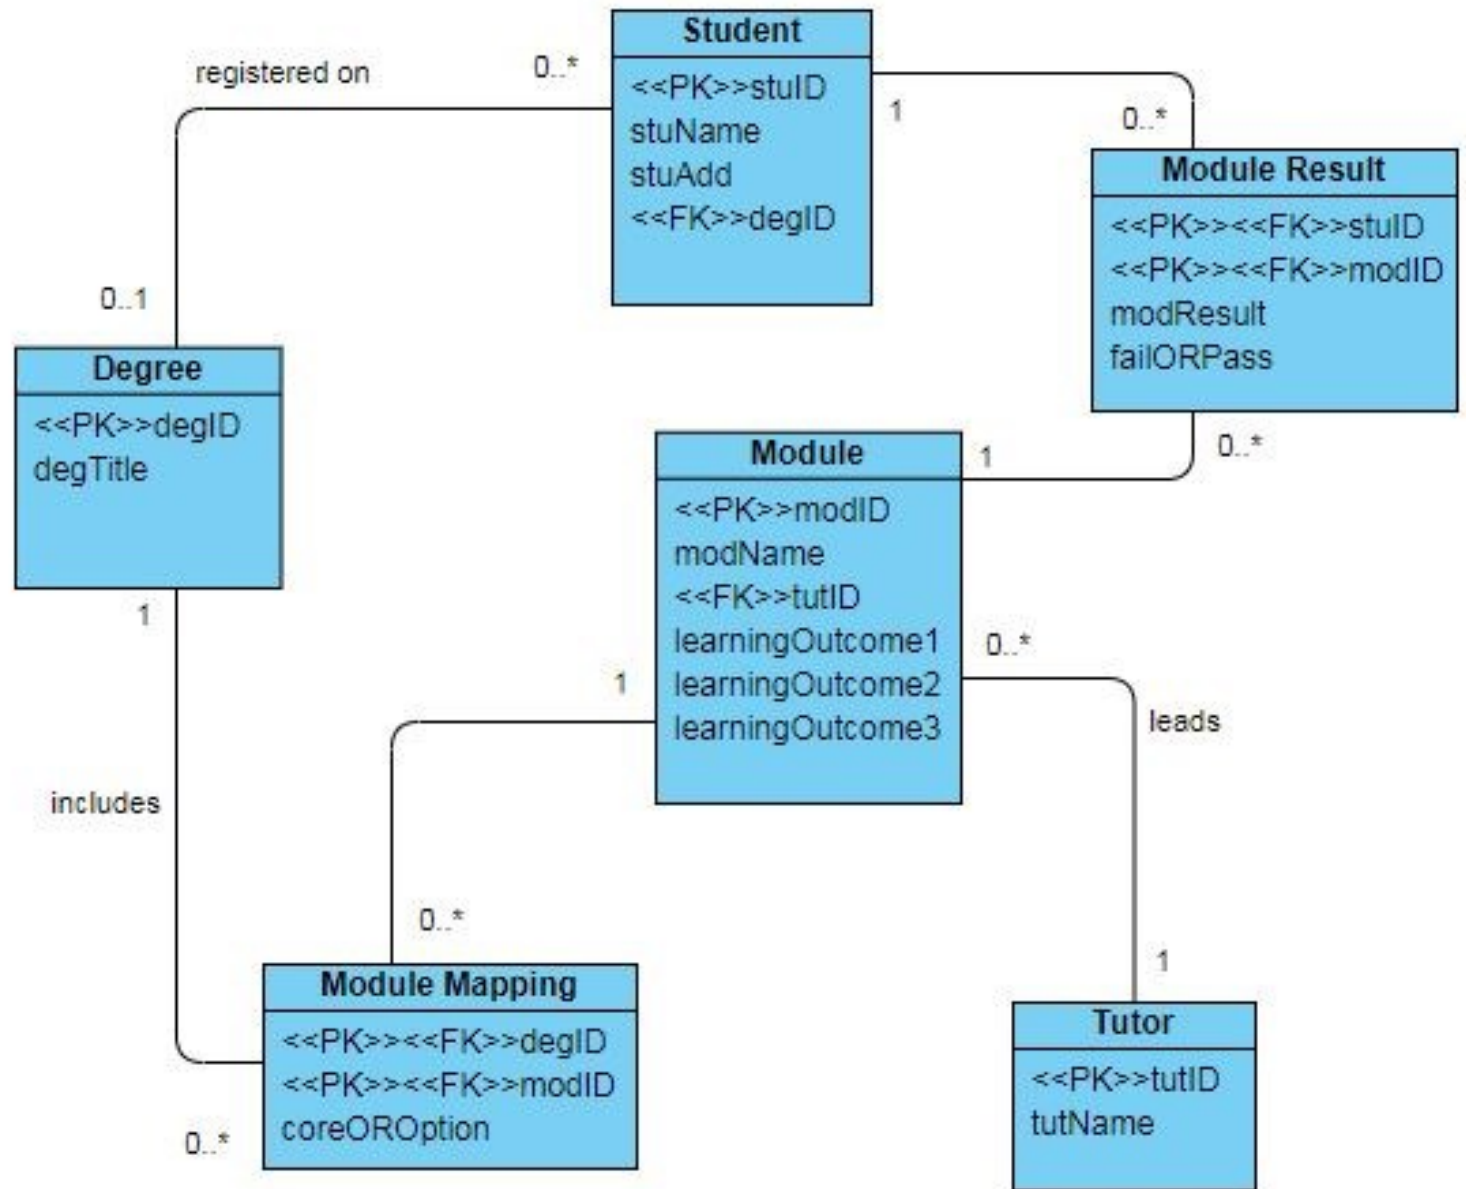 Student
<<PK>>stuID
stuName
stuAdd
<<FK>>degID
registered on
0..*
0..1
1
0..*
Module Result
<<PK>><<FK>>stuID
<<PK>><<FK>>modID
modResult
failORPass
Degree
<<PK>>degID
degTitle
1
Module
<<PK>>modID
modName
<<FK>>tutID
learningOutcome1
learningOutcome2
learningOutcome3
1
0..*
0..*
leads
1
1
includes
0..*
0..*
Module Mapping
<<PK>><<FK>>degID
<<PK>><<FK>>modID
coreOROption
Tutor
<<PK>>tutID
tutName